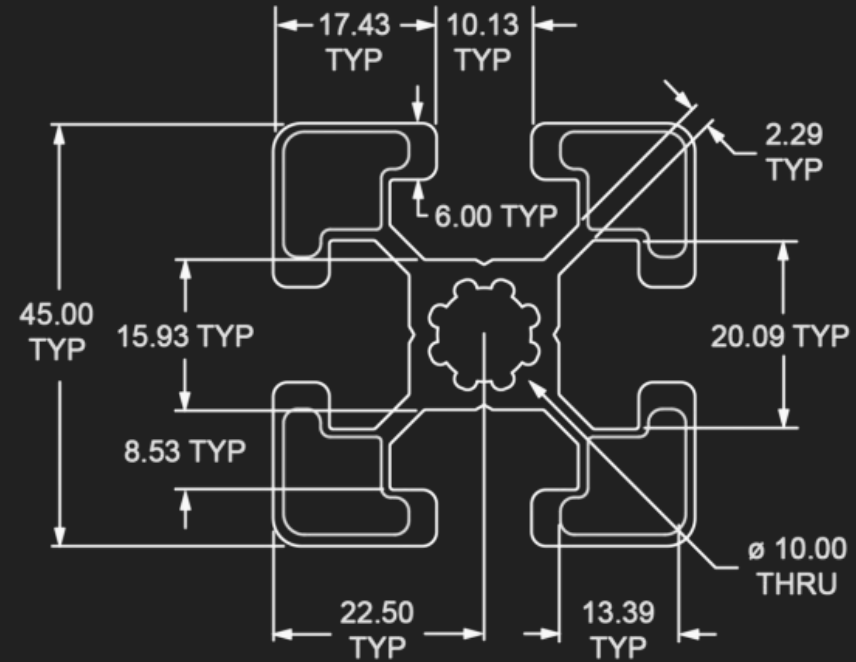 17.43
TYP
10.13
TYP
2.29
TYP
6.00 TYP
45.00
TYP
15.93 TYP
20.09 TYP
8.53 TYP
ø 10.00
THRU
22.50
TYP
13.39
TYP